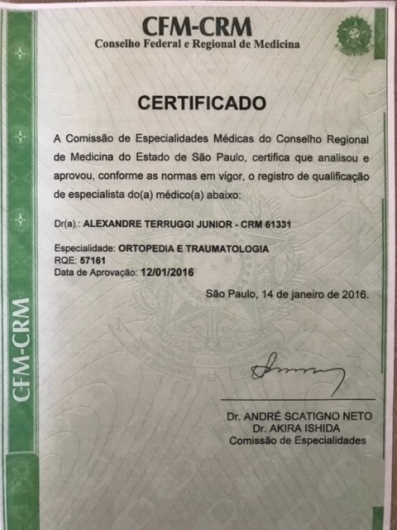 CFM-CRM
Conselho Federal e Regional de Medicina
CERTIFICADO
A Comissão de Especialidades Médicas do Conselho Regional
de Medicina do Estado de São Paulo, certifica que analisou e
aprovou, conforme as normas em vigor, o registro de qualificação
de especialista do(a) médico(a) abaixo:
Dr(a).: ALEXANDRE TERRUGGI JUNIOR - CRM 61331
Especialidade: ORTOPEDIA E TRAUMATOLOGIA
RQE: 57161
Data de Aprovação: 12/01/2016
São Paulo, 14 de janeiro de 2016.
Dr. ANDRÉ SCATIGNO NETO
Dr. AKIRA ISHIDA
Comissão de Especialidades
CFM-CRM